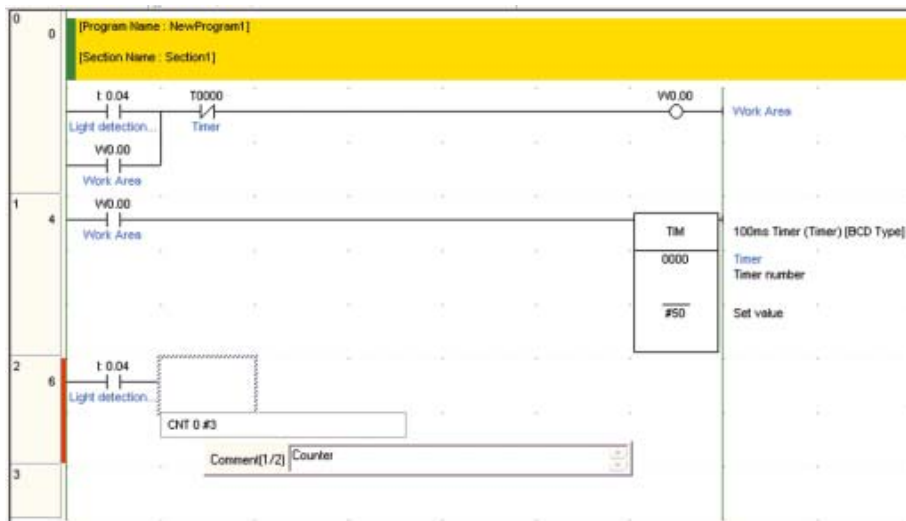 0
0
[Program Name : NewProgram1]
[Section Name : Section1]
I: 0.04 T0000 W0.00
Light detection... Timer Work Area
W0.00
Work Area
1
4
W0.00
Work Area
TIM 100ms Timer (Timer) [BCD Type]
0000 Timer
Timer number
#50 Set value
2
6
I: 0.04
Light detection...
CNT 0 #3
Comment(1/2) Counter
3